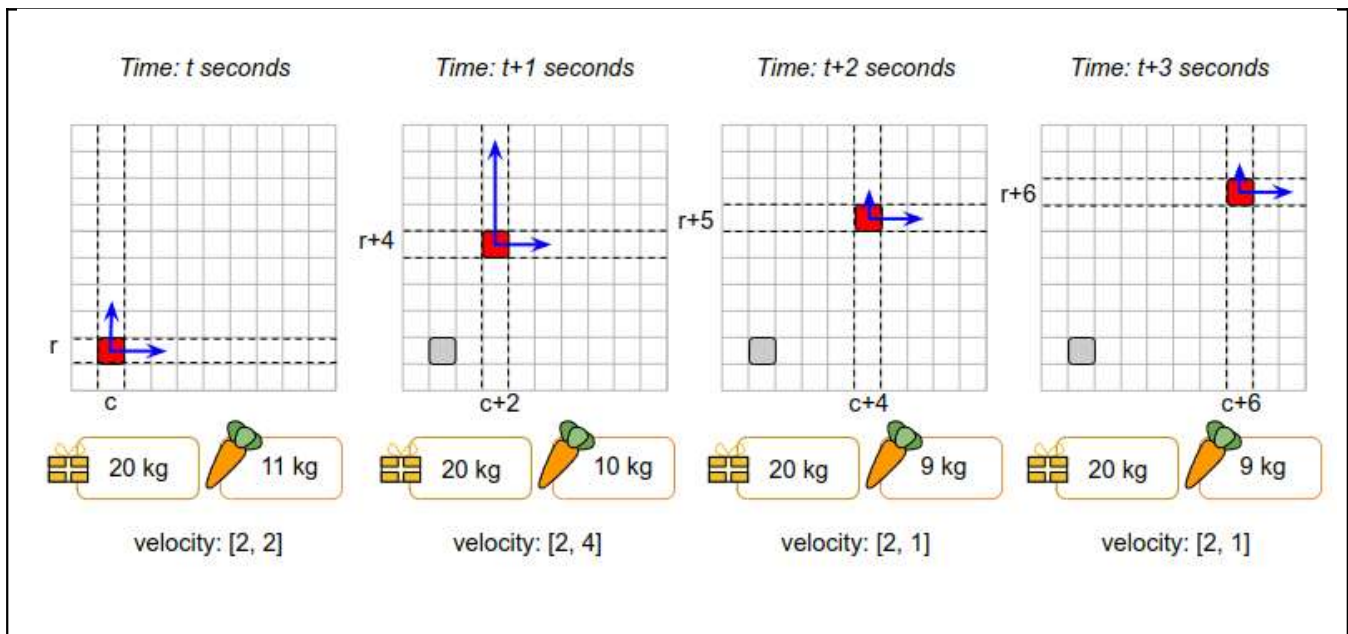 Time: t seconds
Time: t+1 seconds
Time: t+2 seconds
Time: t+3 seconds
r
r+4
r+5
r+6
c
c+2
c+4
c+6
20 kg
11 kg
20 kg
10 kg
20 kg
9 kg
20 kg
9 kg
velocity: [2, 2]
velocity: [2, 4]
velocity: [2, 1]
velocity: [2, 1]